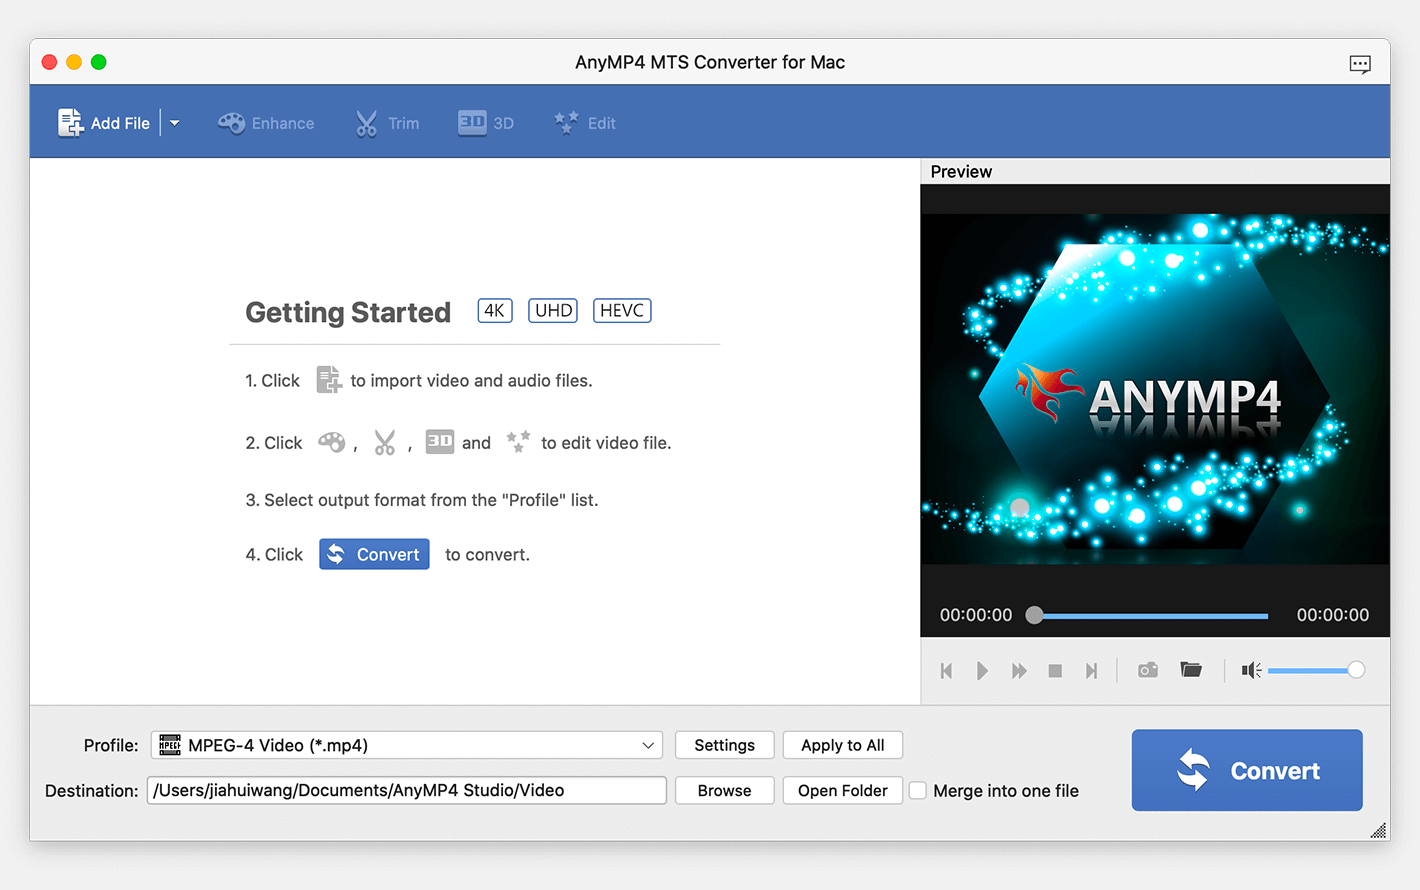 AnyMP4 MTS Converter for Mac
Add File Enhance Trim 3D 3D Edit
Preview
ANYMP4
Getting Started 4K UHD HEVC
1. Click to import video and audio files.
2. Click , , 3D and to edit video file.
3. Select output format from the "Profile" list.
4. Click Convert to convert.
00:00:00 00:00:00
Profile: MPEG MPEG-4 Video (*.mp4) Settings Apply to All
Destination: /Users/jiahuiwang/Documents/AnyMP4 Studio/Video Browse Open Folder Merge into one file
Convert